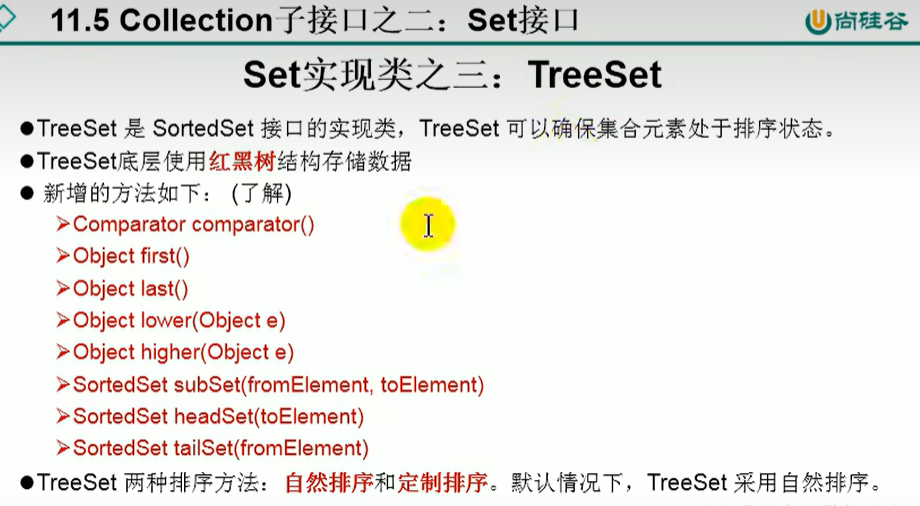 11.5 Collection子接口之二：Set接口
尚硅谷
Set实现类之三：TreeSet
●TreeSet 是 SortedSet 接口的实现类，TreeSet 可以确保集合元素处于排序状态。
●TreeSet底层使用红黑树结构存储数据
● 新增的方法如下： (了解)
➢Comparator comparator()
➢Object first()
➢Object last()
➢Object lower(Object e)
➢Object higher(Object e)
➢SortedSet subSet(fromElement, toElement)
➢SortedSet headSet(toElement)
➢SortedSet tailSet(fromElement)
●TreeSet 两种排序方法：自然排序和定制排序。默认情况下，TreeSet 采用自然排序。